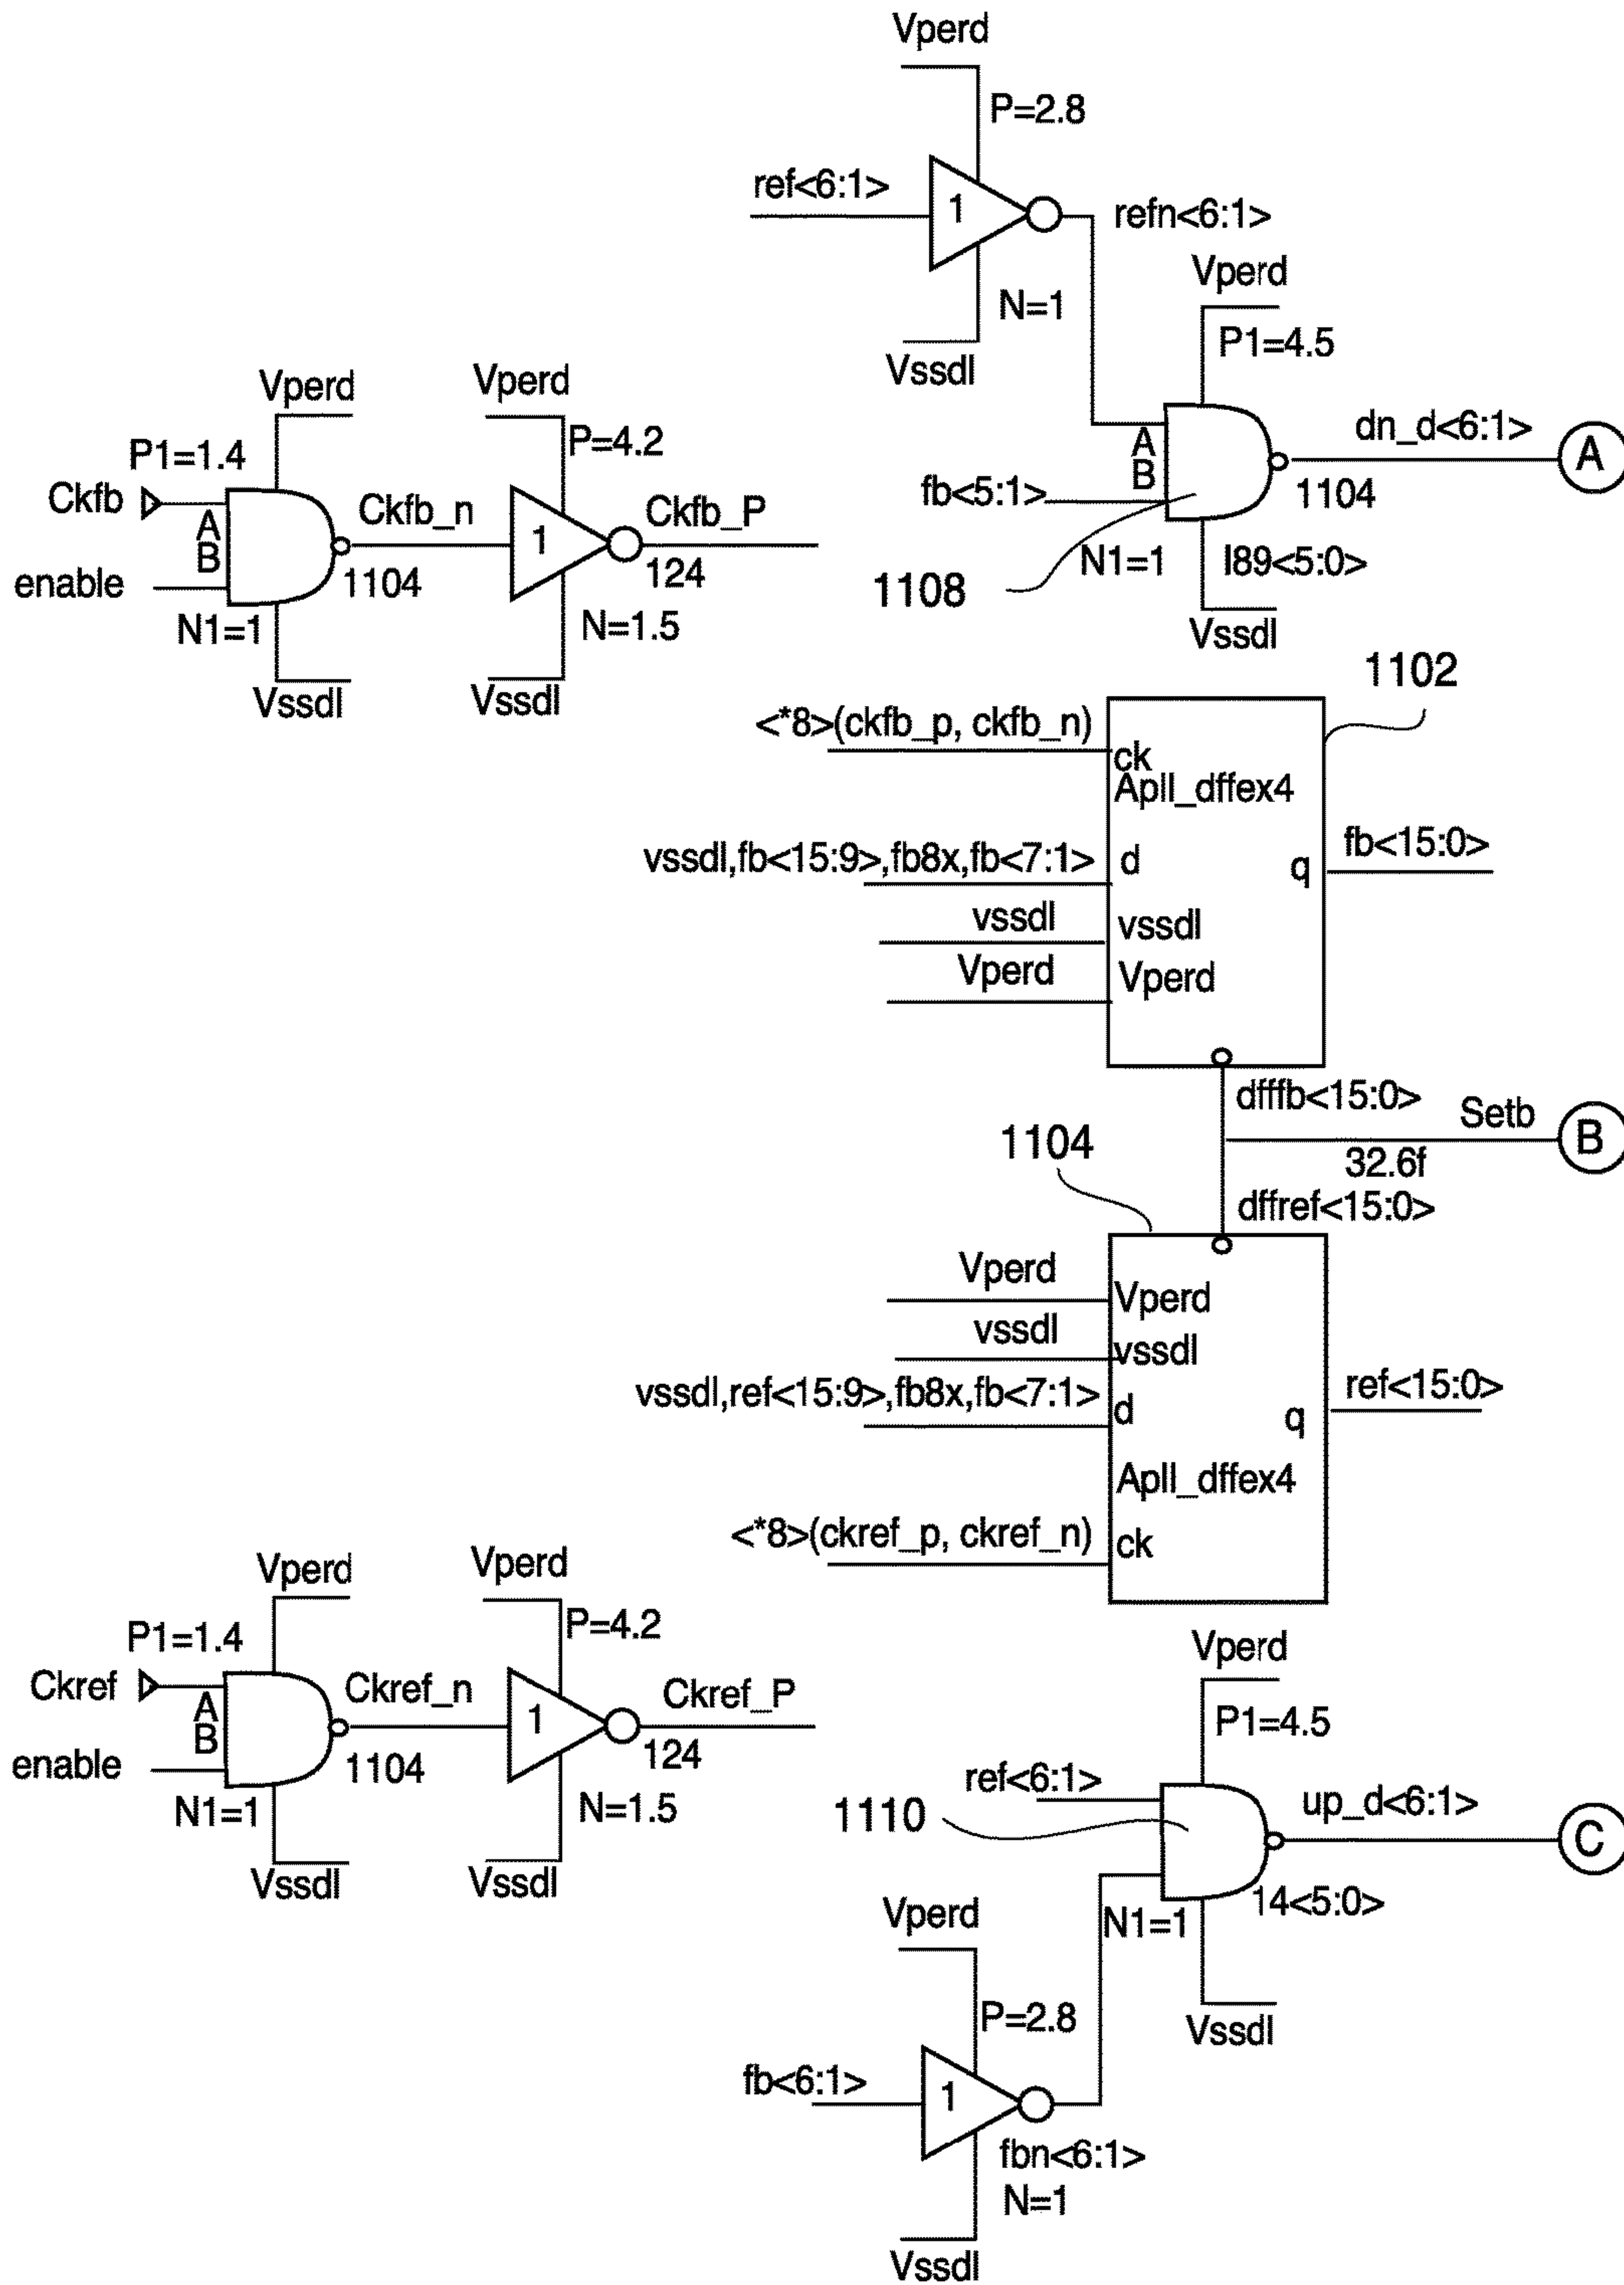 Vperd
P=2.8
ref<6:1>
1
refn<6:1>
N=1
Vssdl
Vperd
P1=4.5
A
B
fb<5:1>
dn_d<6:1>
A
1104
N1=1
I89<5:0>
1108
Vssdl
Vperd
P1=1.4
Ckfb
A
B
enable
N1=1
Vssdl
Ckfb_n
1104
Vperd
P=4.2
1
Ckfb_P
124
N=1.5
Vssdl
1102
<*8>(ckfb_p, ckfb_n)
ck
Apll_dffex4
vssdl,fb<15:9>,fb8x,fb<7:1>
d
q
fb<15:0>
vssdl
vssdl
Vperd
Vperd
dfffb<15:0>
Setb
B
32.6f
1104
dffref<15:0>
Vperd
Vperd
vssdl
vssdl
vssdl,ref<15:9>,fb8x,fb<7:1>
d
q
ref<15:0>
Apll_dffex4
<*8>(ckref_p, ckref_n)
ck
Vperd
P1=1.4
Ckref
A
B
enable
N1=1
Vssdl
Ckref_n
1104
Vperd
P=4.2
1
Ckref_P
124
N=1.5
Vssdl
Vperd
P1=4.5
ref<6:1>
1110
up_d<6:1>
C
14<5:0>
N1=1
Vssdl
Vperd
P=2.8
fb<6:1>
1
fbn<6:1>
N=1
Vssdl